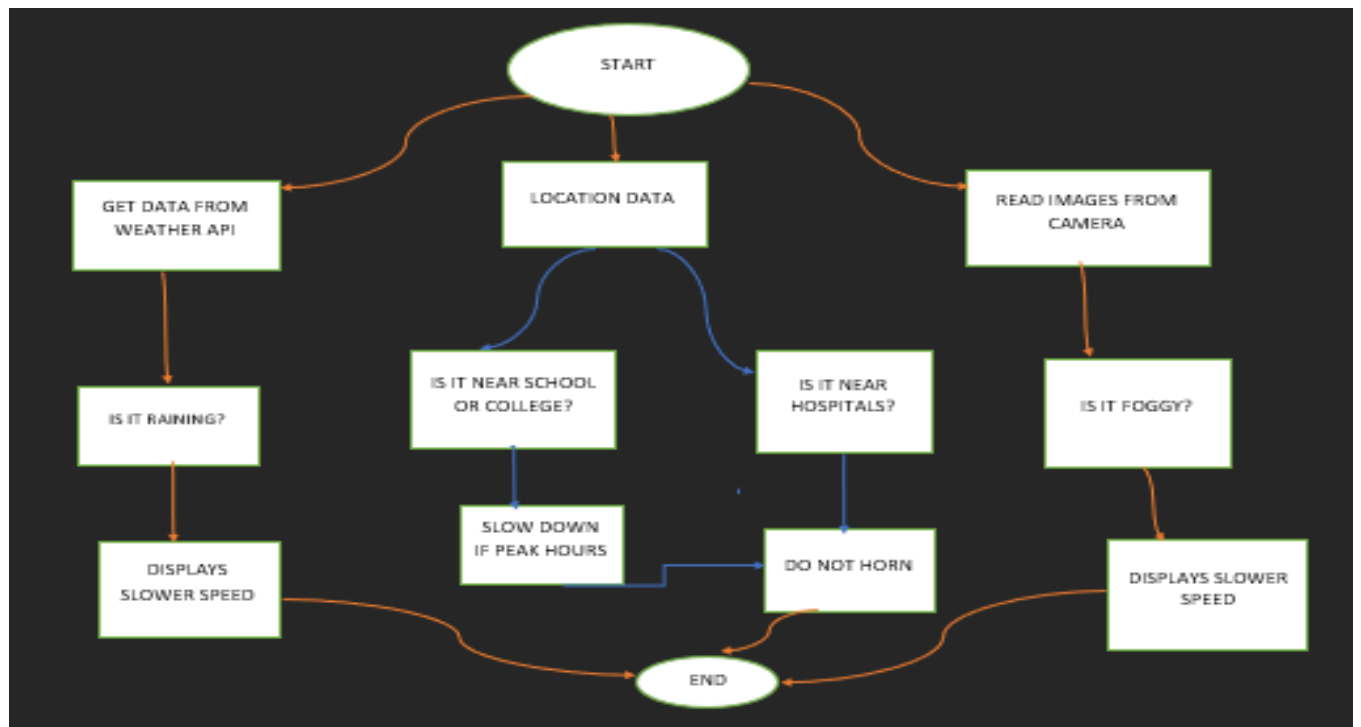 START
GET DATA FROM
WEATHER API
LOCATION DATA
READ IMAGES FROM
CAMERA
IS IT RAINING?
IS IT NEAR SCHOOL
OR COLLEGE?
IS IT NEAR
HOSPITALS?
IS IT FOGGY?
DISPLAYS
SLOWER SPEED
SLOW DOWN
IF PEAK HOURS
DO NOT HORN
DISPLAYS SLOWER
SPEED
END